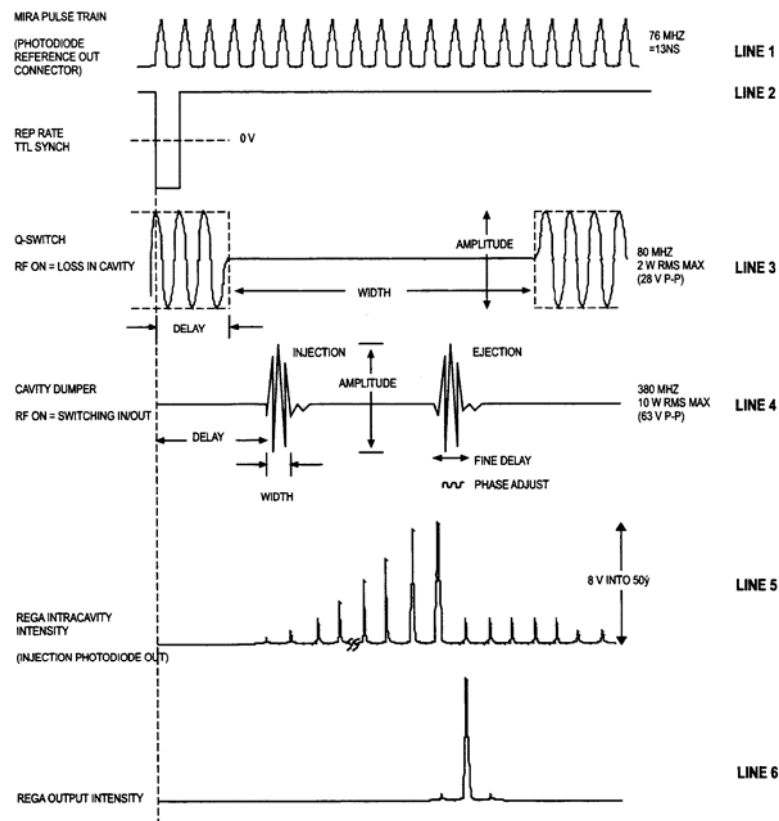 MIRA PULSE TRAIN
(PHOTODIODE
REFERENCE OUT
CONNECTOR)
76 MHZ
=13NS
LINE 1
LINE 2
REP RATE
TTL SYNCH
0 V
Q-SWITCH
RF ON = LOSS IN CAVITY
AMPLITUDE
WIDTH
DELAY
80 MHZ
2 W RMS MAX
(28 V P-P)
LINE 3
INJECTION
EJECTION
CAVITY DUMPER
RF ON = SWITCHING IN/OUT
AMPLITUDE
DELAY
WIDTH
FINE DELAY
PHASE ADJUST
380 MHZ
10 W RMS MAX
(63 V P-P)
LINE 4
8 V INTO 50ÿ
LINE 5
REGA INTRACAVITY
INTENSITY
(INJECTION PHOTODIODE OUT)
LINE 6
REGA OUTPUT INTENSITY